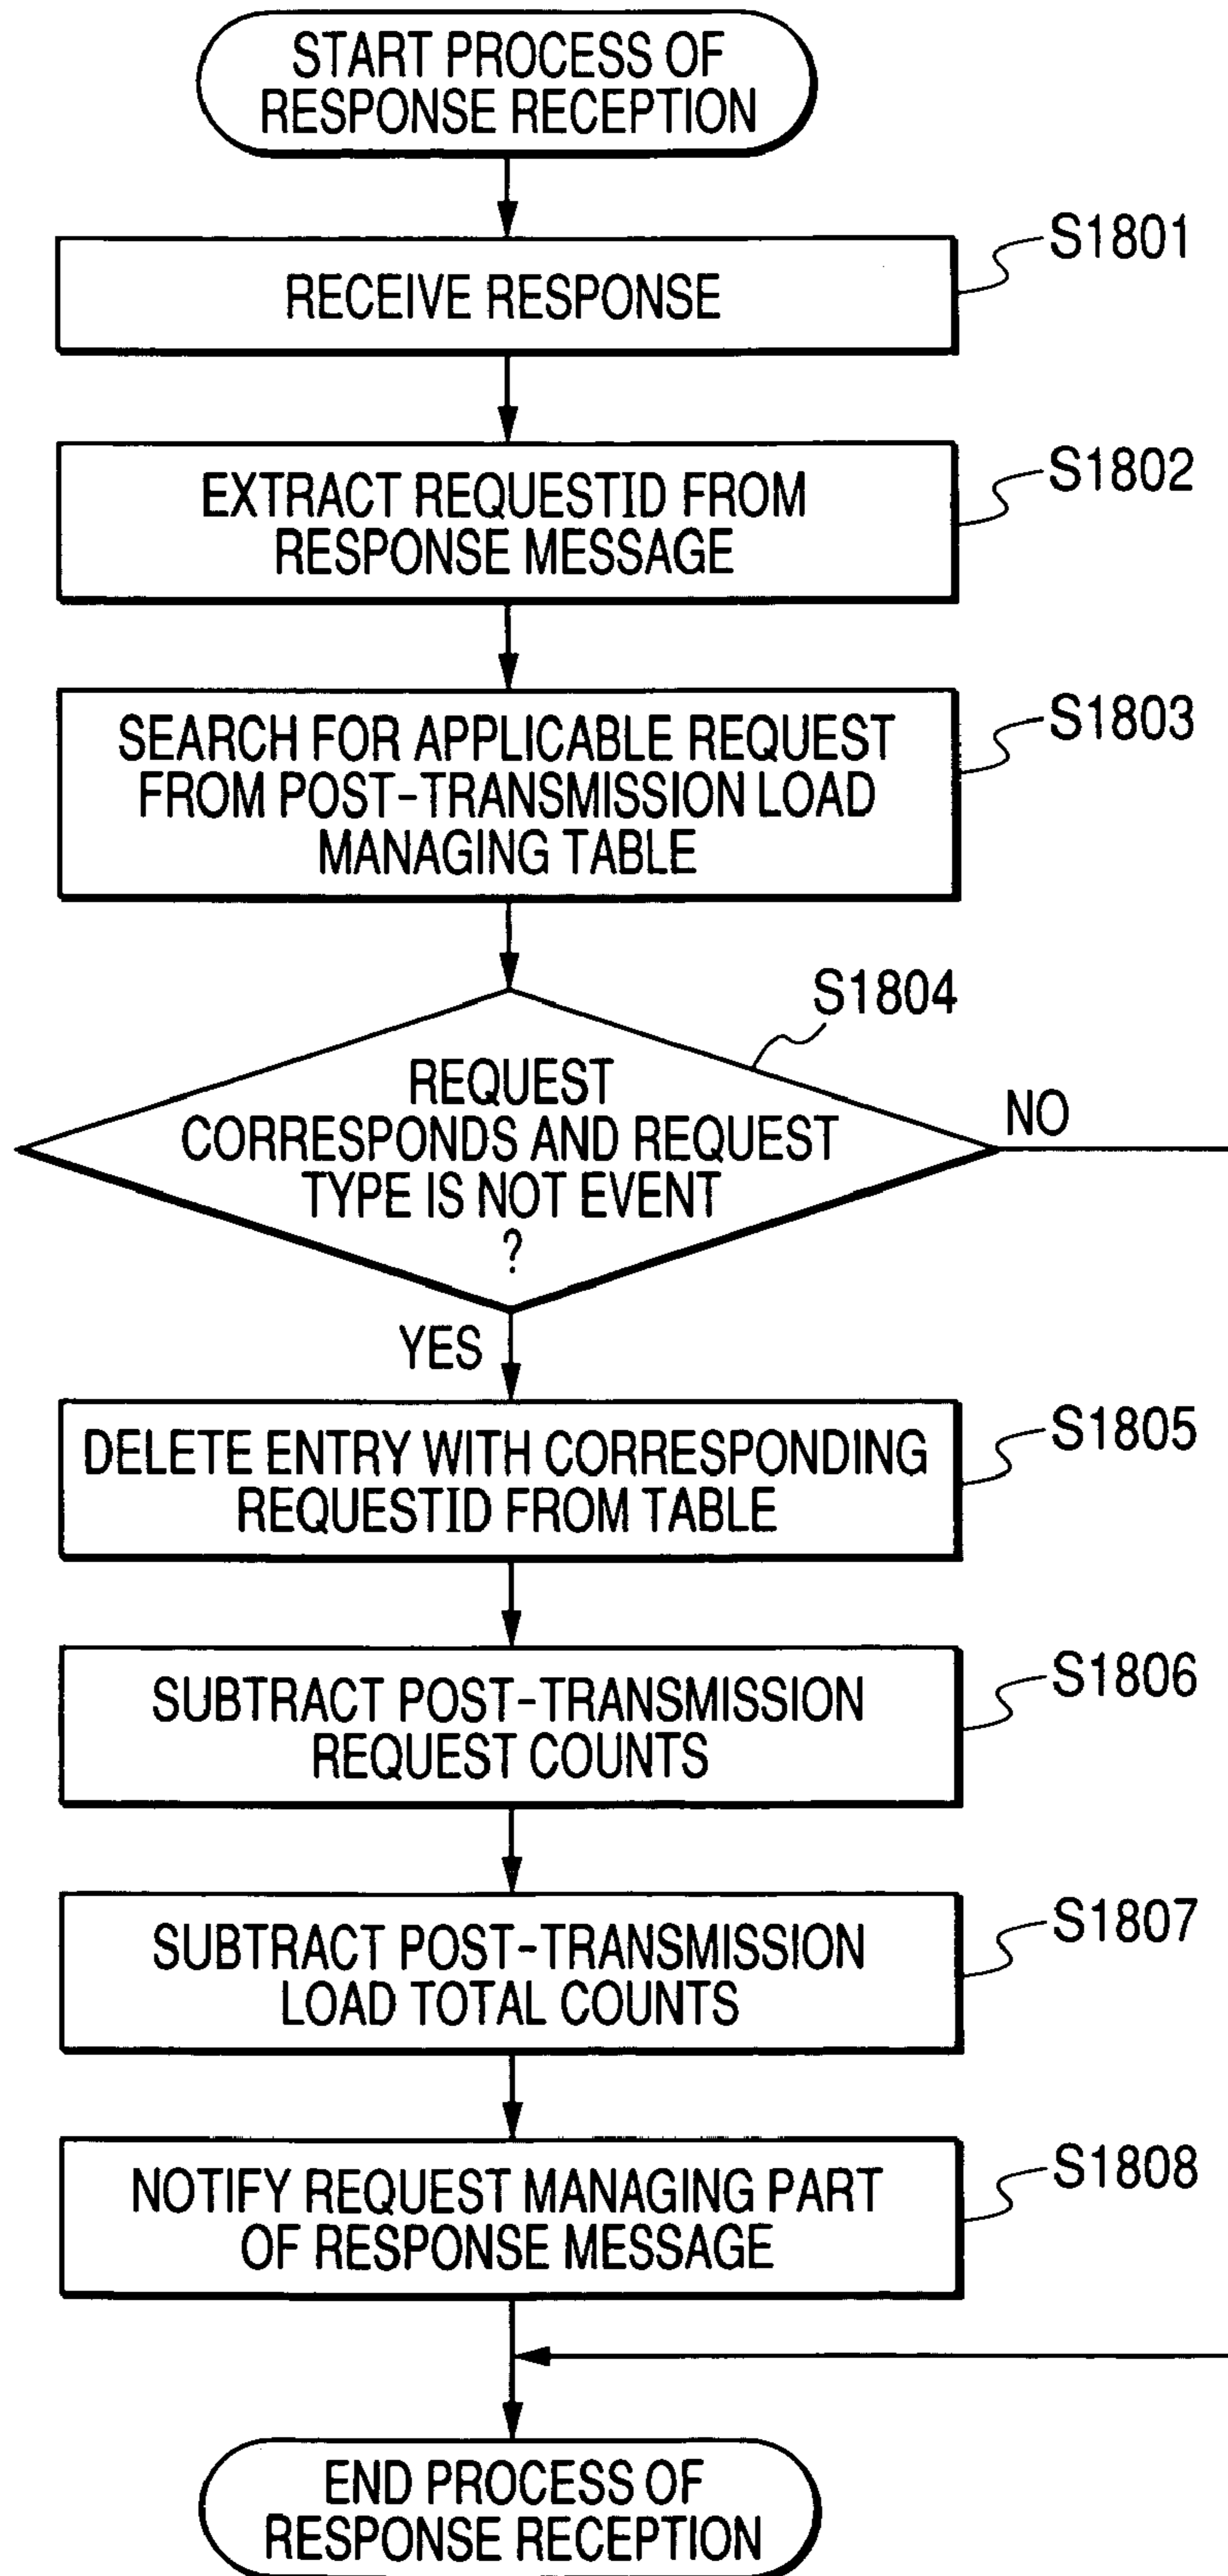 START PROCESS OF
RESPONSE RECEPTION
RECEIVE RESPONSE
S1801
EXTRACT REQUESTID FROM
RESPONSE MESSAGE
S1802
SEARCH FOR APPLICABLE REQUEST
FROM POST-TRANSMISSION LOAD
MANAGING TABLE
S1803
S1804
REQUEST
CORRESPONDS AND REQUEST
TYPE IS NOT EVENT
?
NO
YES
DELETE ENTRY WITH CORRESPONDING
REQUESTID FROM TABLE
S1805
SUBTRACT POST-TRANSMISSION
REQUEST COUNTS
S1806
SUBTRACT POST-TRANSMISSION
LOAD TOTAL COUNTS
S1807
NOTIFY REQUEST MANAGING PART
OF RESPONSE MESSAGE
S1808
END PROCESS OF
RESPONSE RECEPTION